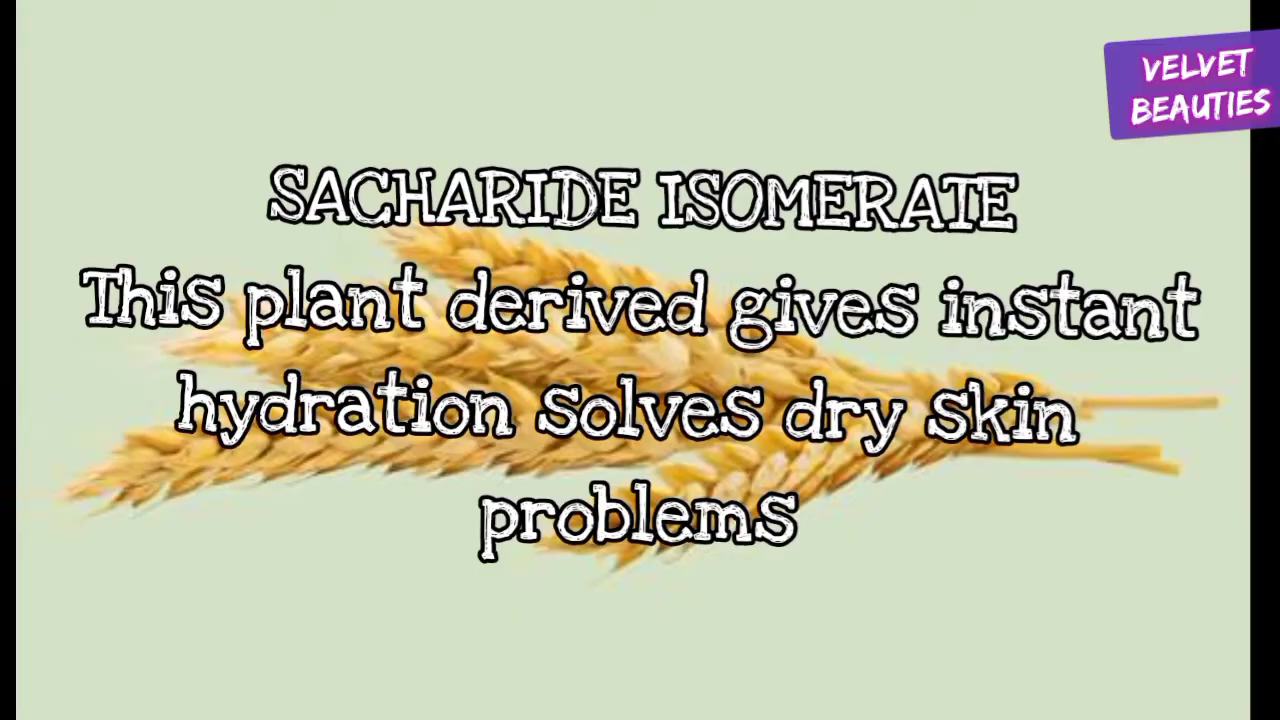 VELVET
BEAUTIES
SACHARIDE ISOMERATE
This plant derived gives instant
hydration solves dry skin
problems